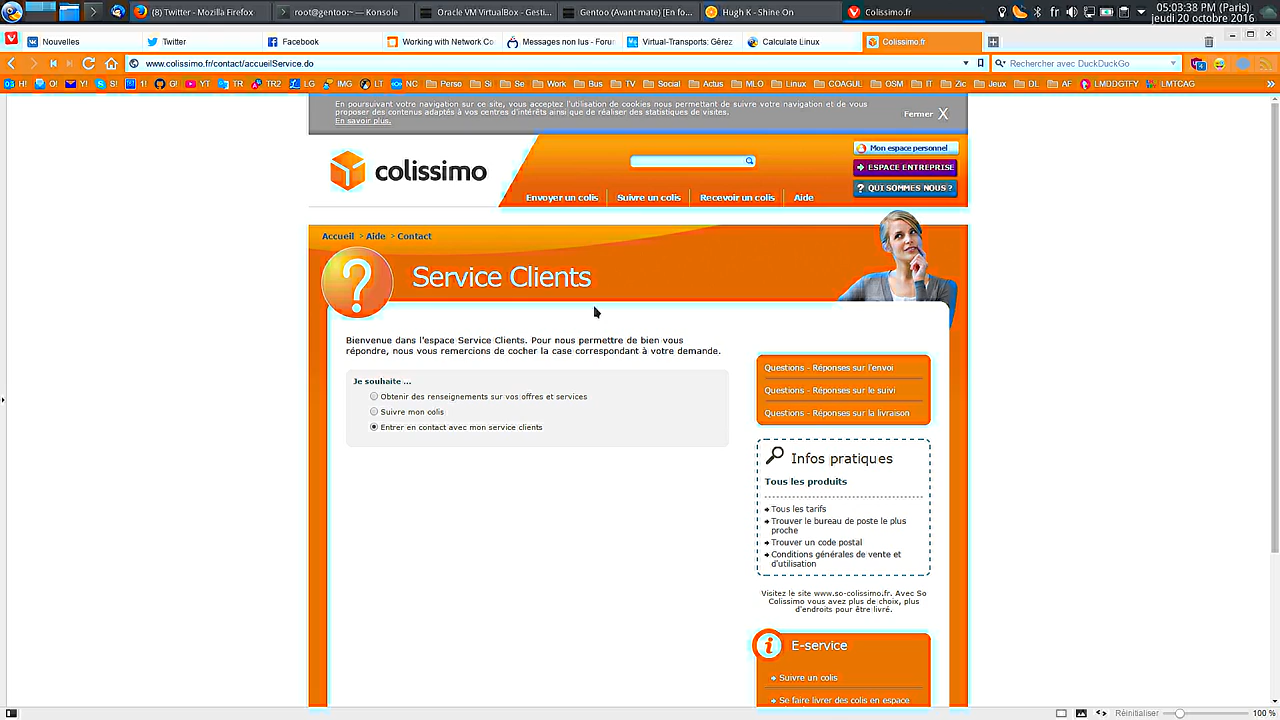 (8) Twitter - Mozilla Firefox
root@gentoo:~ — Konsole
Oracle VM VirtualBox - Gesti...
Gentoo (Avant mate) [En fo...
Hugh K - Shine On
Colissimo.fr
fr
05:03:38 PM (Paris)
jeudi 20 octobre 2016
Nouvelles
Twitter
Facebook
Working with Network Co
Messages non lus - Foru
Virtual-Transports: Gérez
Calculate Linux
Colissimo.fr
www.colissimo.fr/contact/accueilService.do
Rechercher avec DuckDuckGo
H!
O!
Y!
S!
1!
G!
YT
TR
TR2
LG
IMG
LT
NC
Perso
Si
Se
Work
Bus
TV
Social
Actus
MLO
Linux
COAGUL
OSM
IT
Zic
Jeux
DL
AF
LMDDGTFY
LMTCAG
En poursuivant votre navigation sur ce site, vous acceptez l'utilisation de cookies nous permettant de suivre votre navigation et de vous
proposer des contenus adaptés à vos centres d'intérêts ainsi que de réaliser des statistiques de visites.
En savoir plus.
Fermer X
colissimo
Mon espace personnel
ESPACE ENTREPRISE
QUI SOMMES NOUS ?
Envoyer un colis
Suivre un colis
Recevoir un colis
Aide
Accueil > Aide > Contact
? Service Clients
Bienvenue dans l'espace Service Clients. Pour nous permettre de bien vous
répondre, nous vous remercions de cocher la case correspondant à votre demande.
Je souhaite ...
Obtenir des renseignements sur vos offres et services
Suivre mon colis
Entrer en contact avec mon service clients
Questions - Réponses sur l'envoi
Questions - Réponses sur le suivi
Questions - Réponses sur la livraison
Infos pratiques
Tous les produits
Tous les tarifs
Trouver le bureau de poste le plus
proche
Trouver un code postal
Conditions générales de vente et
d'utilisation
Visitez le site www.so-colissimo.fr. Avec So
Colissimo vous avez plus de choix, plus
d'endroits pour être livré.
i E-service
Suivre un colis
Se faire livrer des colis en espace
Réinitialiser
100 %